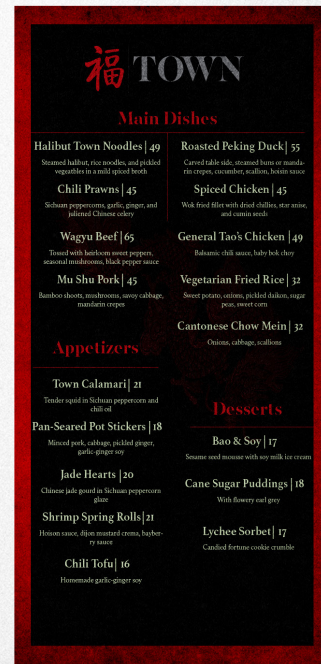 福 TOWN
Main Dishes
Halibut Town Noodles | 49
Steamed halibut, rice noodles, and pickled
vegeatbles in a mild spiced broth
Chili Prawns | 45
Sichuan peppercorns, garlic, ginger, and
juliened Chinese celery
Wagyu Beef | 65
Tossed with heirloom sweet peppers,
seasonal mushrooms, black pepper sauce
Mu Shu Pork | 45
Bamboo shoots, mushrooms, savoy cabbage,
mandarin crepes
Roasted Peking Duck | 55
Carved table side, steamed buns or manda-
rin crepes, cucumber, scallion, hoisin sauce
Spiced Chicken | 45
Wok fried fillet with dried chillies, star anise,
and cumin seeds
General Tao's Chicken | 49
Balsamic chili sauce, baby bok choy
Vegetarian Fried Rice | 32
Sweet potato, onions, pickled daikon, sugar
peas, sweet corn
Cantonese Chow Mein | 32
Onions, cabbage, scallions
Appetizers
Town Calamari | 21
Tender squid in Sichuan peppercorn and
chili oil
Pan-Seared Pot Stickers | 18
Minced pork, cabbage, pickled ginger,
garlic-ginger soy
Jade Hearts | 20
Chinese jade gourd in Sichuan peppercorn
glaze
Shrimp Spring Rolls | 21
Hoison sauce, dijon mustard crema, bayber-
ry sauce
Chili Tofu | 16
Homemade garlic-ginger soy
Desserts
Bao & Soy | 17
Sesame seed mousse with soy milk ice cream
Cane Sugar Puddings | 18
With flowery earl grey
Lychee Sorbet | 17
Candied fortune cookie crumble